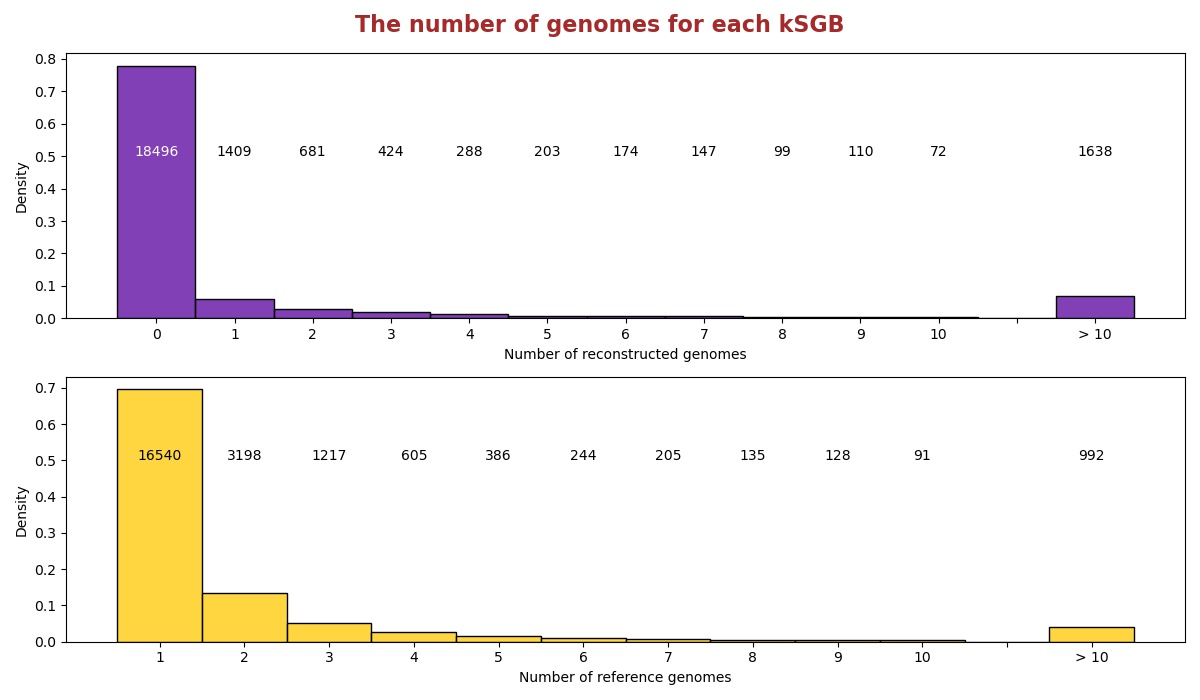 The number of genomes for each kSGB
0.8
0.7
0.6
0.5
0.4
0.3
0.2
0.1
0.0
Density
18496 1409 681 424 288 203 174 147 99 110 72 1638
0 1 2 3 4 5 6 7 8 9 10 > 10
Number of reconstructed genomes
0.7
0.6
0.5
0.4
0.3
0.2
0.1
0.0
Density
16540 3198 1217 605 386 244 205 135 128 91 992
1 2 3 4 5 6 7 8 9 10 > 10
Number of reference genomes